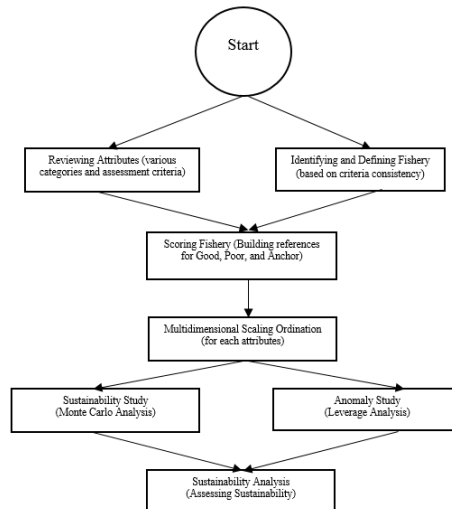 Start
Reviewing Attributes (various
categories and assessment criteria)
Identifying and Defining Fishery
(based on criteria consistency)
Scoring Fishery (Building references
for Good, Poor, and Anchor)
Multidimensional Scaling Ordination
(for each attributes)
Sustainability Study
(Monte Carlo Analysis)
Anomaly Study
(Leverage Analysis)
Sustainability Analysis
(Assessing Sustainability)